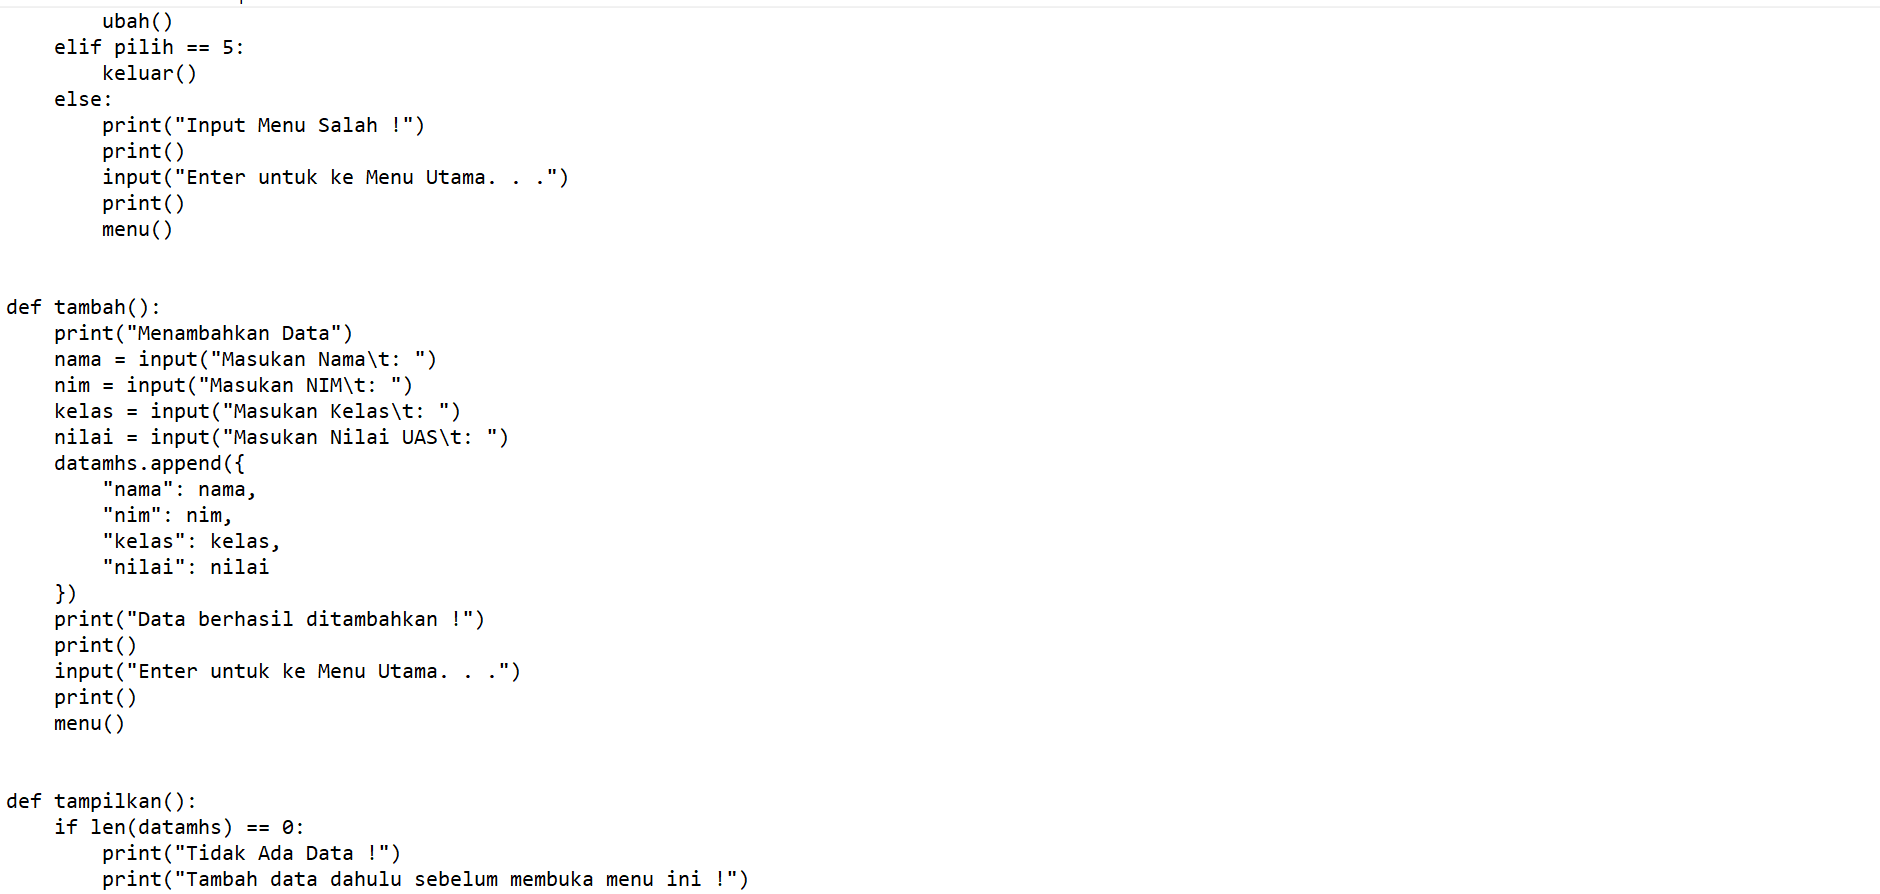 ubah()
    elif pilih == 5:
        keluar()
    else:
        print("Input Menu Salah !")
        print()
        input("Enter untuk ke Menu Utama. . .")
        print()
        menu()
def tambah():
    print("Menambahkan Data")
    nama = input("Masukan Nama\t: ")
    nim = input("Masukan NIM\t: ")
    kelas = input("Masukan Kelas\t: ")
    nilai = input("Masukan Nilai UAS\t: ")
    datamhs.append({
        "nama": nama,
        "nim": nim,
        "kelas": kelas,
        "nilai": nilai
    })
    print("Data berhasil ditambahkan !")
    print()
    input("Enter untuk ke Menu Utama. . .")
    print()
    menu()
def tampilkan():
    if len(datamhs) == 0:
        print("Tidak Ada Data !")
        print("Tambah data dahulu sebelum membuka menu ini !")